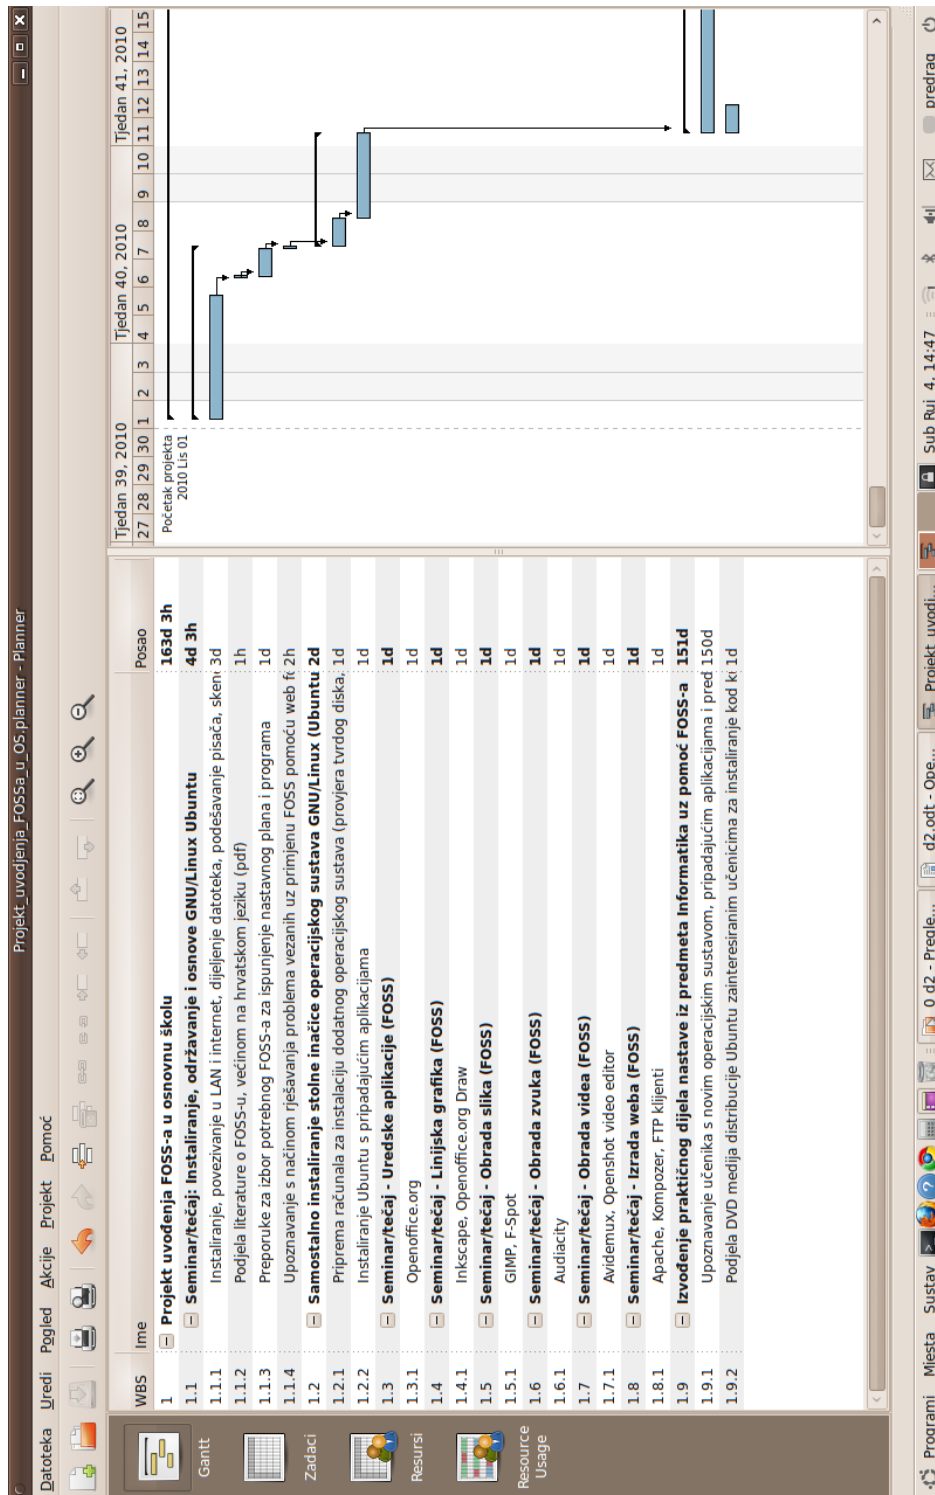 Projekt_uvodjenja_FOSSa_u_OS.planner - Planner
Datoteka Uredi Pogled Akcije Projekt Pomoć
Gantt
Zadaci
Resursi
Resource
Usage
WBS Ime Posao
1 Projekt uvođenja FOSS-a u osnovnu školu 163d 3h
1.1 Seminar/tečaj: Instaliranje, održavanje i osnove GNU/Linux Ubuntu 4d 3h
1.1.1 Instaliranje, povezivanje u LAN i internet, dijeljenje datoteka, podešavanje pisača, skene 3d
1.1.2 Podjela literature o FOSS-u, većinom na hrvatskom jeziku (pdf) 1h
1.1.3 Preporuke za izbor potrebnog FOSS-a za ispunjenje nastavnog plana i programa 1d
1.1.4 Upoznavanje s načinom rješavanja problema vezanih uz primjenu FOSS pomoću web fo 2h
1.2 Samostalno instaliranje stolne inačice operacijskog sustava GNU/Linux (Ubuntu 2d
1.2.1 Priprema računala za instalaciju dodatnog operacijskog sustava (provjera tvrdog diska, 1d
1.2.2 Instaliranje Ubuntu s pripadajućim aplikacijama 1d
1.3 Seminar/tečaj - Uredske aplikacije (FOSS) 1d
1.3.1 Openoffice.org 1d
1.4 Seminar/tečaj - Linijska grafika (FOSS) 1d
1.4.1 Inkscape, Openoffice.org Draw 1d
1.5 Seminar/tečaj - Obrada slika (FOSS) 1d
1.5.1 GIMP, F-Spot 1d
1.6 Seminar/tečaj - Obrada zvuka (FOSS) 1d
1.6.1 Audiacity 1d
1.7 Seminar/tečaj - Obrada videa (FOSS) 1d
1.7.1 Avidemux, Openshot video editor 1d
1.8 Seminar/tečaj - Izrada weba (FOSS) 1d
1.8.1 Apache, Kompozer, FTP klijenti 1d
1.9 Izvođenje praktičnog dijela nastave iz predmeta Informatika uz pomoć FOSS-a 151d
1.9.1 Upoznavanje učenika s novim operacijskim sustavom, pripadajućim aplikacijama i pred 150d
1.9.2 Podjela DVD medija distribucije Ubuntu zainteresiranim učenicima za instaliranje kod k 1d
Tjedan 39, 2010 Tjedan 40, 2010 Tjedan 41, 2010
27 28 29 30 1 2 3 4 5 6 7 8 9 10 11 12 13 14 15
Početak projekta
2010 Lis 01
Programi Mjesta Sustav 0 d2 - Pregle... d2.odt - Ope... Projekt_uvodj... Sub Ruj 4, 14:47 predrag